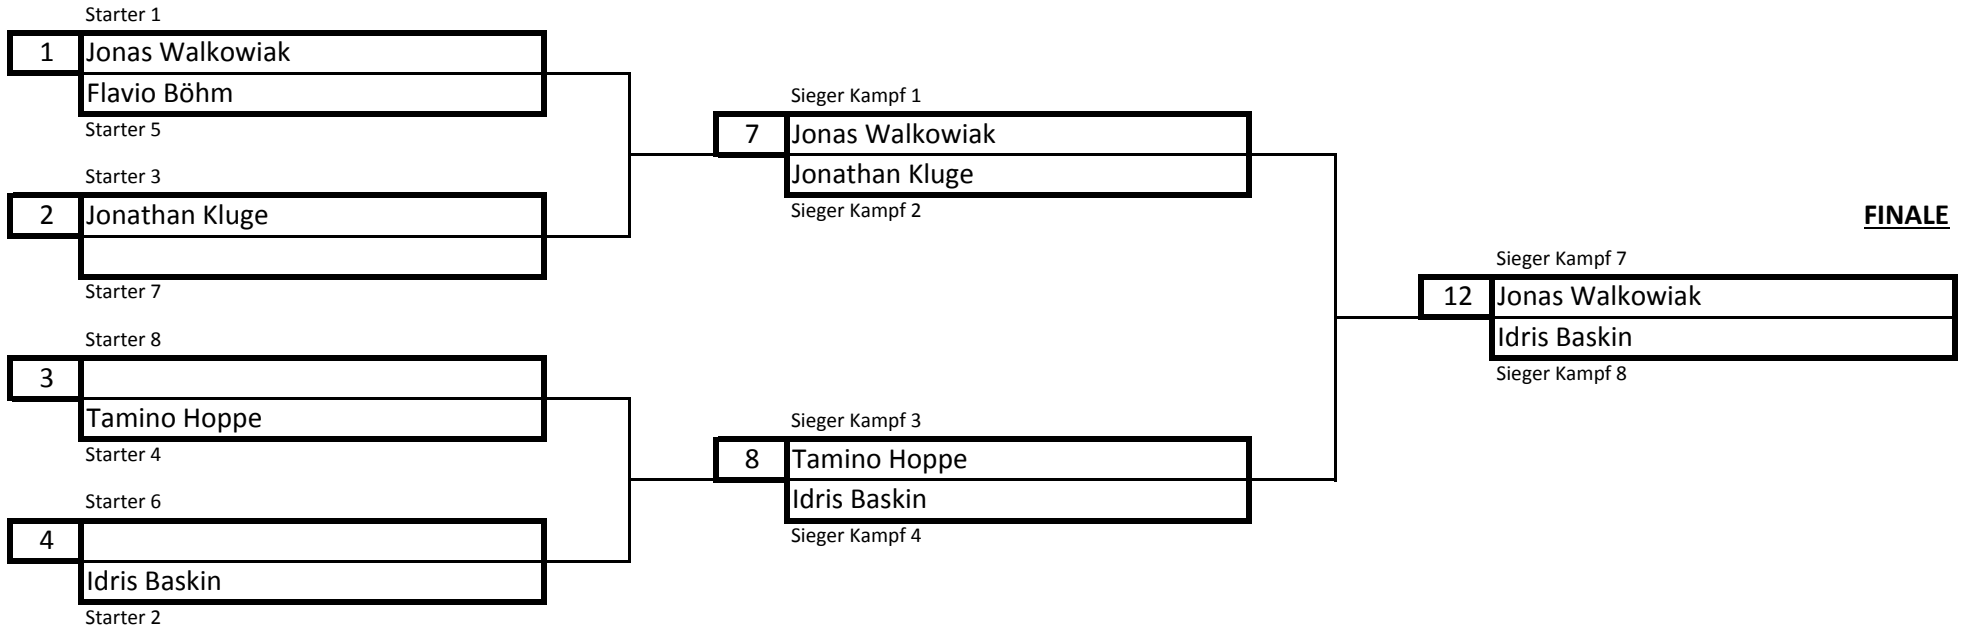 Starter 1
1 Jonas Walkowiak
Flavio Böhm
Starter 5
Starter 3
2 Jonathan Kluge
Starter 7
Starter 8
3
Tamino Hoppe
Starter 4
Starter 6
4
Idris Baskin
Starter 2
Sieger Kampf 1
7 Jonas Walkowiak
Jonathan Kluge
Sieger Kampf 2
Sieger Kampf 3
8 Tamino Hoppe
Idris Baskin
Sieger Kampf 4
FINALE
Sieger Kampf 7
12 Jonas Walkowiak
Idris Baskin
Sieger Kampf 8